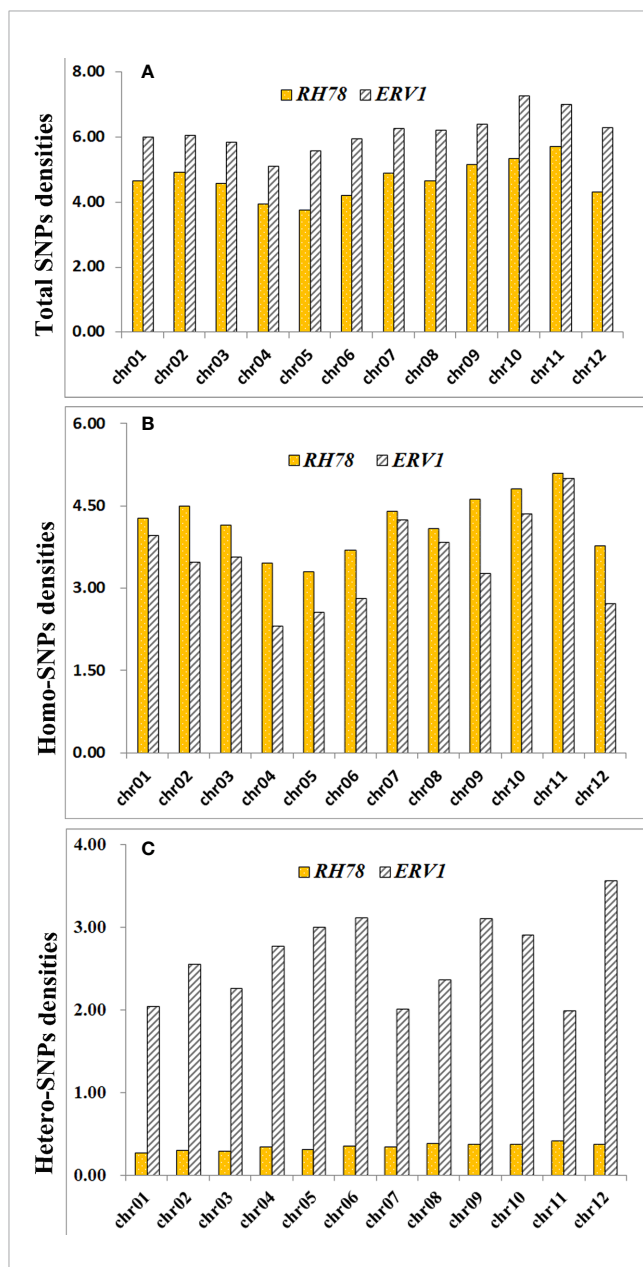 A
RH78 ERV1
Total SNPs densities
8.00
6.00
4.00
2.00
0.00
chr01 chr02 chr03 chr04 chr05 chr06 chr07 chr08 chr09 chr10 chr11 chr12
B
RH78 ERV1
Homo-SNPs densities
6.00
4.50
3.00
1.50
0.00
chr01 chr02 chr03 chr04 chr05 chr06 chr07 chr08 chr09 chr10 chr11 chr12
C
RH78 ERV1
Hetero-SNPs densities
4.00
3.00
2.00
1.00
0.00
chr01 chr02 chr03 chr04 chr05 chr06 chr07 chr08 chr09 chr10 chr11 chr12